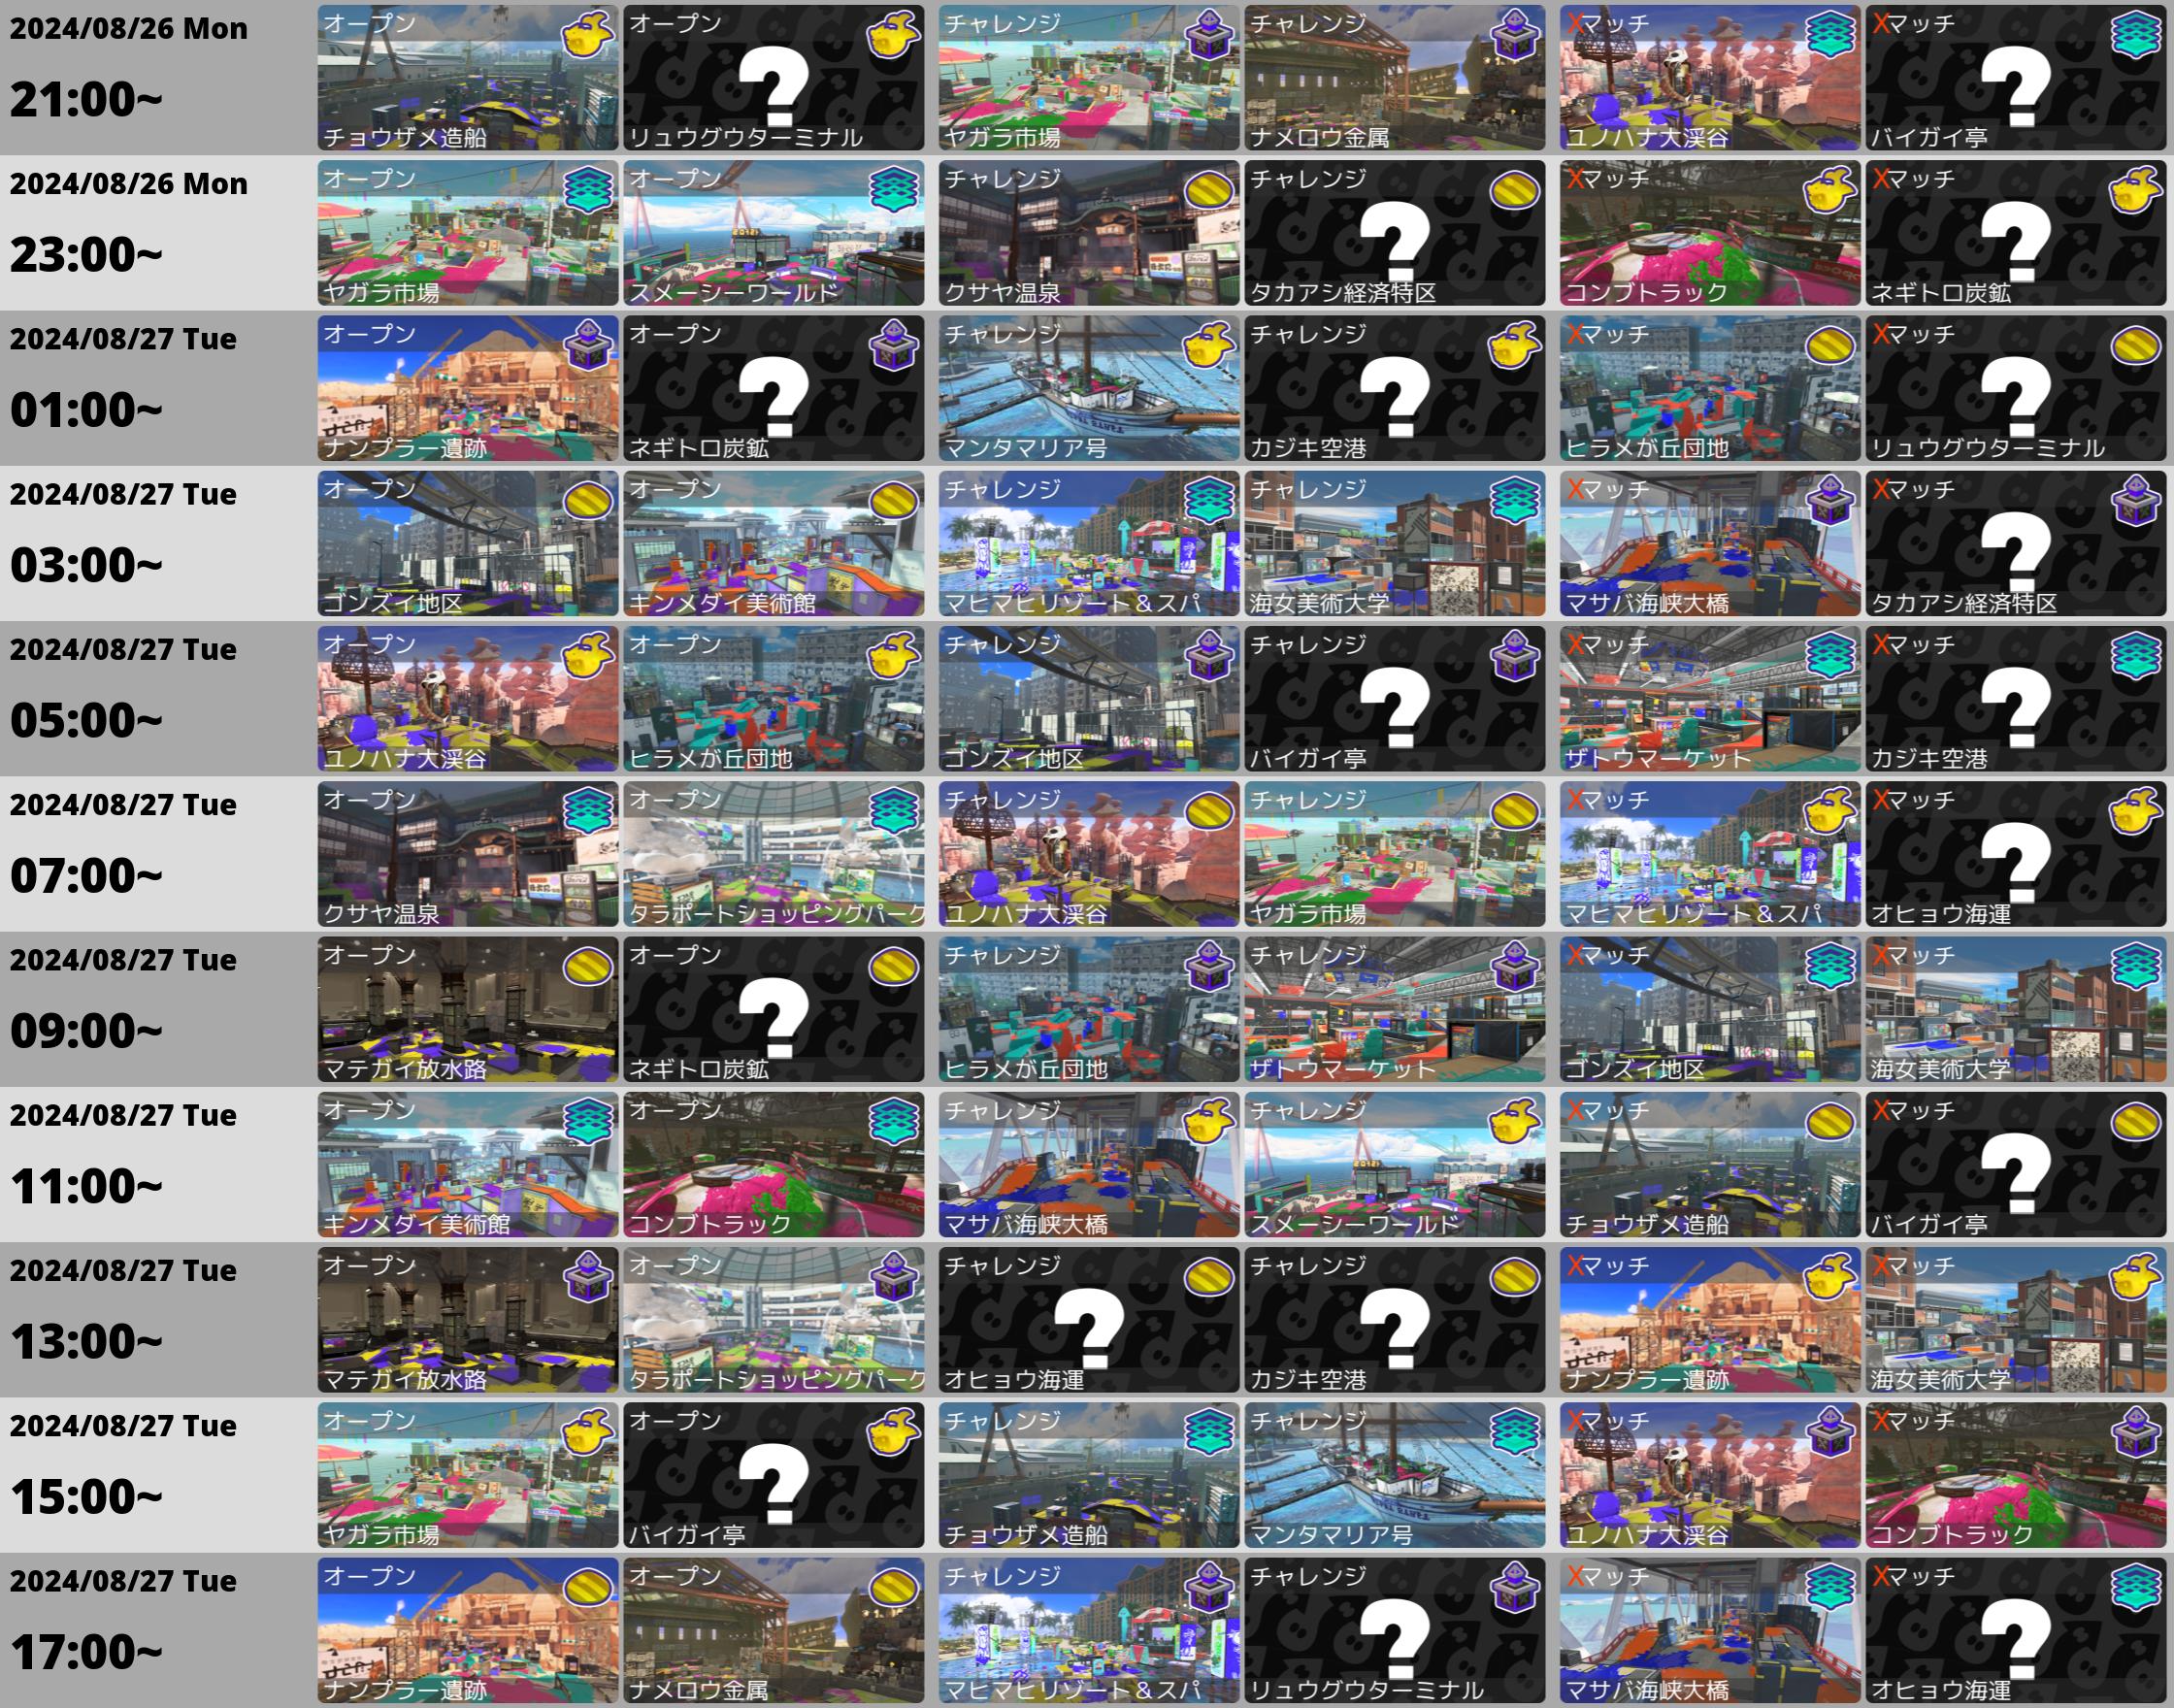 2024/08/26 Mon
21:00~
オープン
チョウザメ造船
オープン
リュウグウターミナル
チャレンジ
ヤガラ市場
チャレンジ
ナメロウ金属
Xマッチ
ユノハナ大渓谷
Xマッチ
バイガイ亭
2024/08/26 Mon
23:00~
オープン
ヤガラ市場
オープン
スメーシーワールド
チャレンジ
クサヤ温泉
チャレンジ
タカアシ経済特区
Xマッチ
コンブトラック
Xマッチ
ネギトロ炭鉱
2024/08/27 Tue
01:00~
オープン
ナンプラー遺跡
オープン
ネギトロ炭鉱
チャレンジ
マンタマリア号
チャレンジ
カジキ空港
Xマッチ
ヒラメが丘団地
Xマッチ
リュウグウターミナル
2024/08/27 Tue
03:00~
オープン
ゴンズイ地区
オープン
キンメダイ美術館
チャレンジ
マヒマヒリゾート＆スパ
チャレンジ
海女美術大学
Xマッチ
マサバ海峡大橋
Xマッチ
タカアシ経済特区
2024/08/27 Tue
05:00~
オープン
ユノハナ大渓谷
オープン
ヒラメが丘団地
チャレンジ
ゴンズイ地区
チャレンジ
バイガイ亭
Xマッチ
ザトウマーケット
Xマッチ
カジキ空港
2024/08/27 Tue
07:00~
オープン
クサヤ温泉
オープン
タラポートショッピングパーク
チャレンジ
ユノハナ大渓谷
チャレンジ
ヤガラ市場
Xマッチ
マヒマヒリゾート＆スパ
Xマッチ
オヒョウ海運
2024/08/27 Tue
09:00~
オープン
マテガイ放水路
オープン
ネギトロ炭鉱
チャレンジ
ヒラメが丘団地
チャレンジ
ザトウマーケット
Xマッチ
ゴンズイ地区
Xマッチ
海女美術大学
2024/08/27 Tue
11:00~
オープン
キンメダイ美術館
オープン
コンブトラック
チャレンジ
マサバ海峡大橋
チャレンジ
スメーシーワールド
Xマッチ
チョウザメ造船
Xマッチ
バイガイ亭
2024/08/27 Tue
13:00~
オープン
マテガイ放水路
オープン
タラポートショッピングパーク
チャレンジ
オヒョウ海運
チャレンジ
カジキ空港
Xマッチ
ナンプラー遺跡
Xマッチ
海女美術大学
2024/08/27 Tue
15:00~
オープン
ヤガラ市場
オープン
バイガイ亭
チャレンジ
チョウザメ造船
チャレンジ
マンタマリア号
Xマッチ
ユノハナ大渓谷
Xマッチ
コンブトラック
2024/08/27 Tue
17:00~
オープン
ナンプラー遺跡
オープン
ナメロウ金属
チャレンジ
マヒマヒリゾート＆スパ
チャレンジ
リュウグウターミナル
Xマッチ
マサバ海峡大橋
Xマッチ
オヒョウ海運